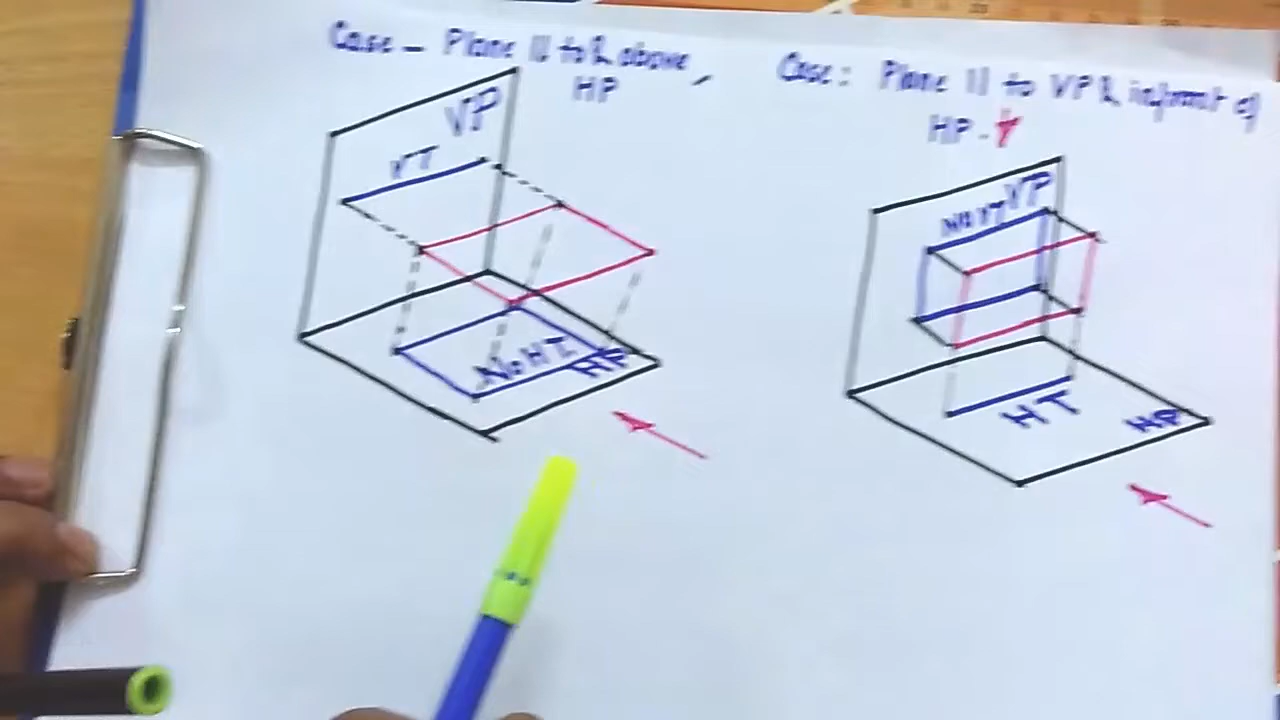 Case - Plane || to & above,
HP
VP
VT
No HT
HP
Case: Plane || to VP & infront of
HP.
VP
No VT
HT
HP